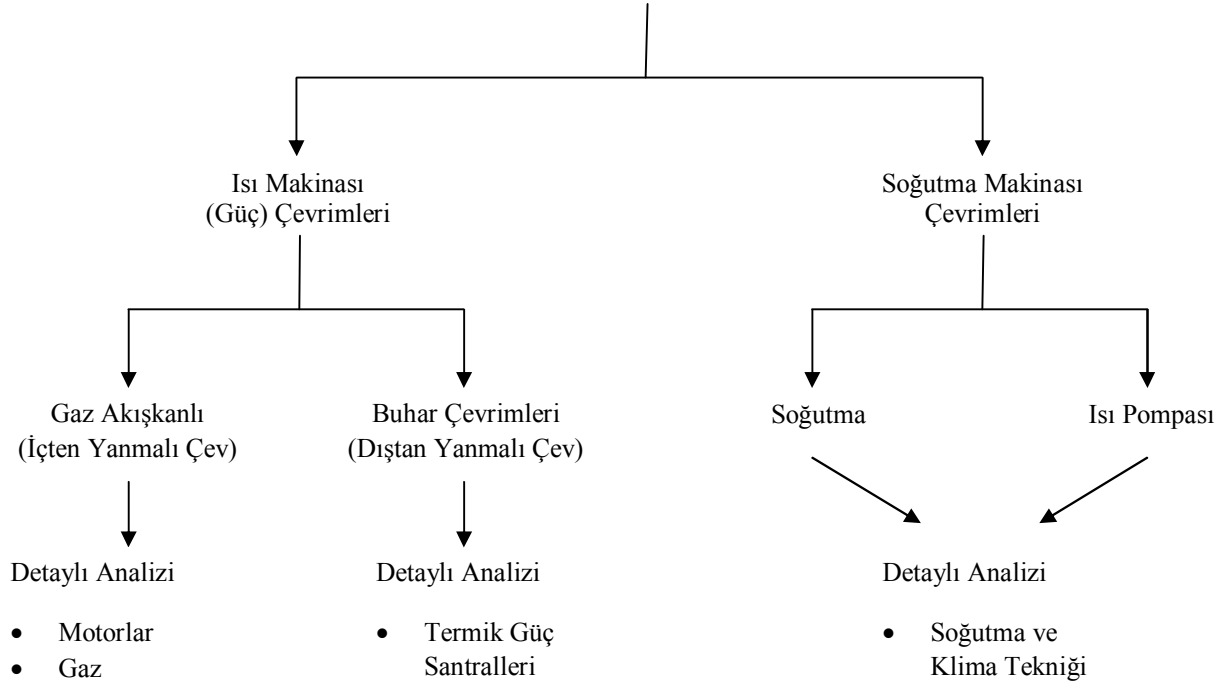 Isı Makinası
(Güç) Çevrimleri
Soğutma Makinası
Çevrimleri
Gaz Akışkanlı
(İçten Yanmalı Çev)
Buhar Çevrimleri
(Dıştan Yanmalı Çev)
Soğutma
Isı Pompası
Detaylı Analizi
• Motorlar
• Gaz
Detaylı Analizi
• Termik Güç
Santralleri
Detaylı Analizi
• Soğutma ve
Klima Tekniği